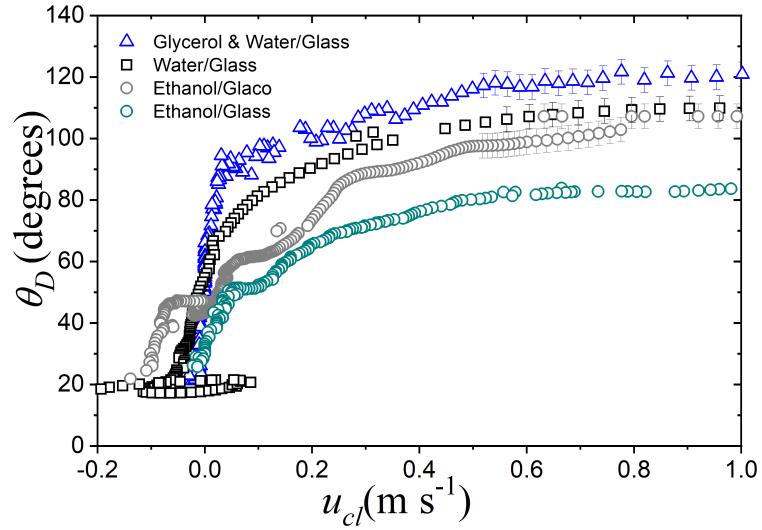 140
120
100
80
60
40
20
0
θD (degrees)
Glycerol & Water/Glass
Water/Glass
Ethanol/Glaco
Ethanol/Glass
-0.2 0.0 0.2 0.4 0.6 0.8 1.0
ucl(m s-1)